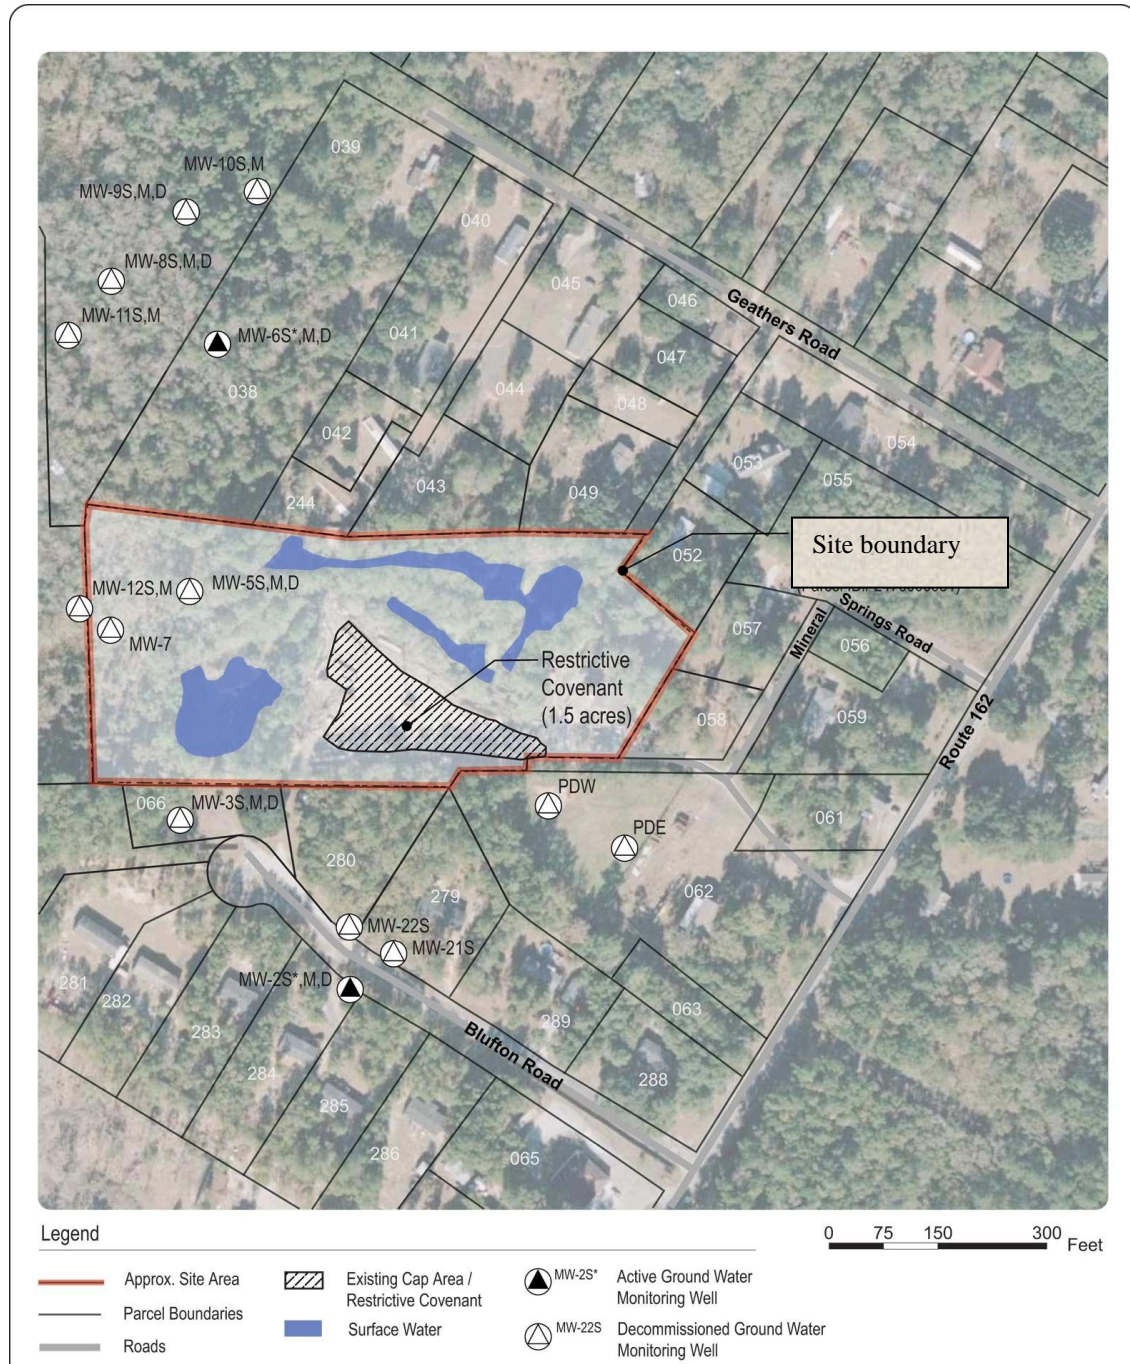 039
MW-10S,M
MW-9S,M,D
040
MW-8S,M,D
045
046
Geathers Road
MW-11S,M
MW-6S*,M,D
041
047
038
044
048
042
054
053
055
043
049
244
Site boundary
052
MW-12S,M
MW-5S,M,D
MW-7
057
Mineral
Springs Road
056
Restrictive
Covenant
(1.5 acres)
058
059
Route 162
PDW
066
MW-3S,M,D
061
PDE
280
279
062
MW-22S
MW-21S
MW-2S*,M,D
281
282
283
289
063
Blufton Road
284
288
285
286
065
Legend
0 75 150 300 Feet
Approx. Site Area
Parcel Boundaries
Roads
Existing Cap Area /
Restrictive Covenant
Surface Water
MW-2S*
Active Ground Water
Monitoring Well
MW-22S
Decommissioned Ground Water
Monitoring Well